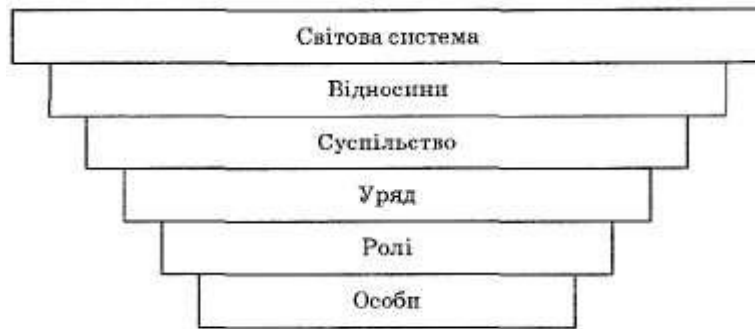 Світова система
Відносини
Суспільство
Уряд
Ролі
Особи